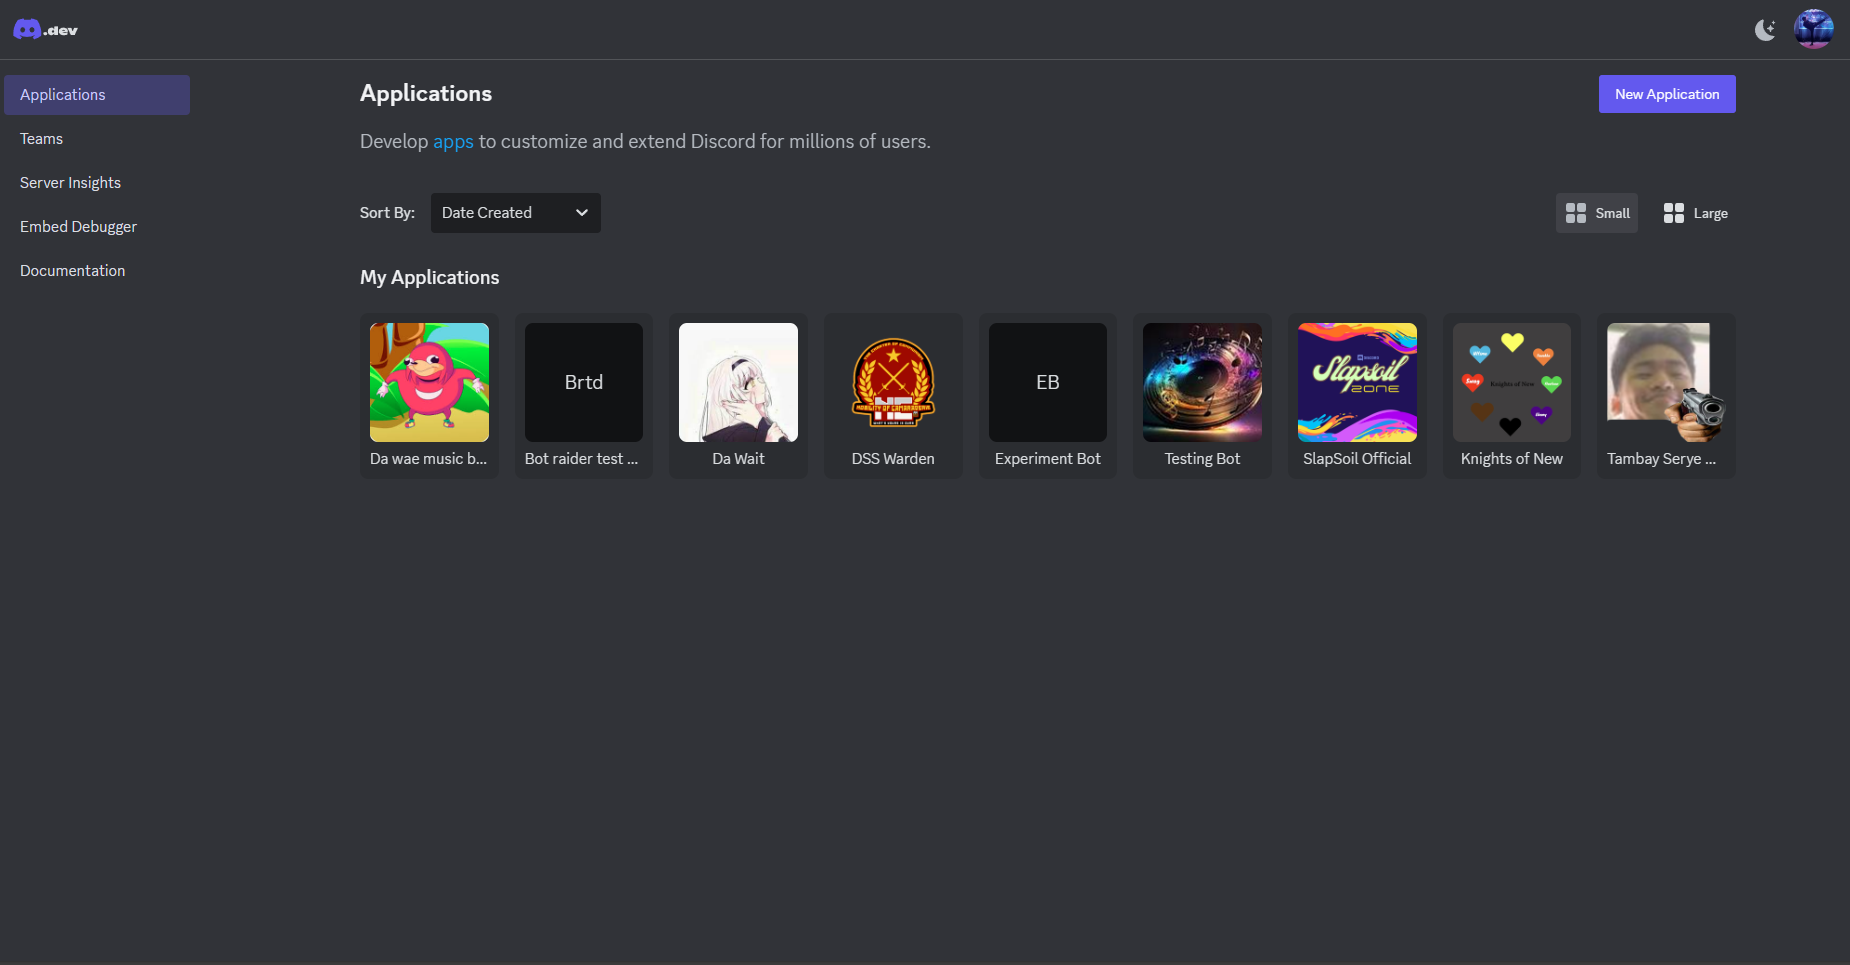 .dev
Applications
Teams
Server Insights
Embed Debugger
Documentation
Applications
New Application
Develop apps to customize and extend Discord for millions of users.
Sort By:
Date Created
Small
Large
My Applications
Da wae music b...
Brtd
Bot raider test ...
Da Wait
DSS Warden
EB
Experiment Bot
Testing Bot
Slapsoil
ZONE
SlapSoil Official
Knights of New
Knights of New
Tambay Serye ...